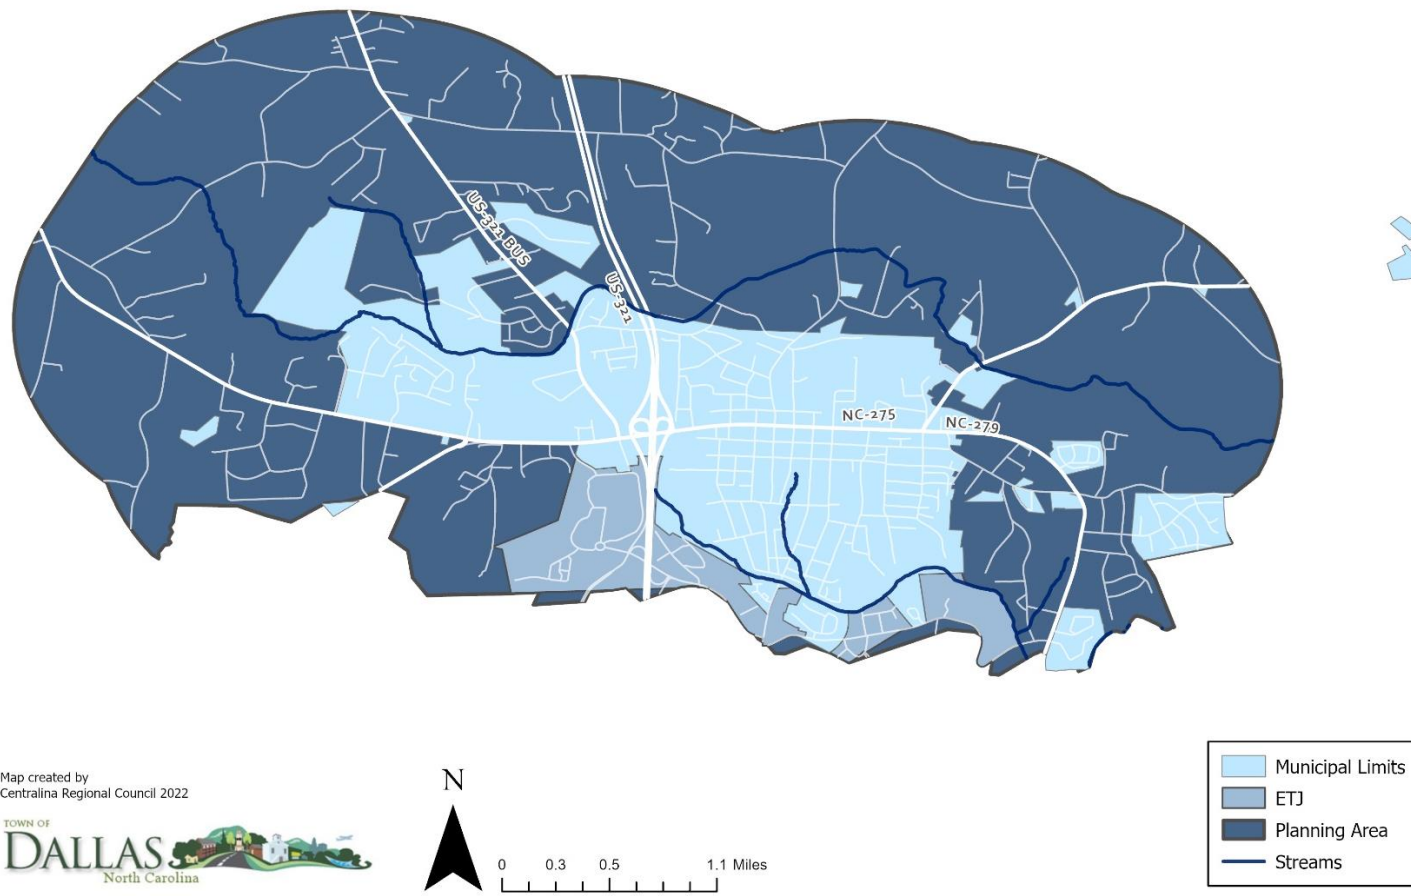 US-321 BUS
US-321
NC-275
NC-279
Map created by
Centralina Regional Council 2022
TOWN OF
DALLAS
North Carolina
N
0 0.3 0.5 1.1 Miles
Municipal Limits
ETJ
Planning Area
Streams